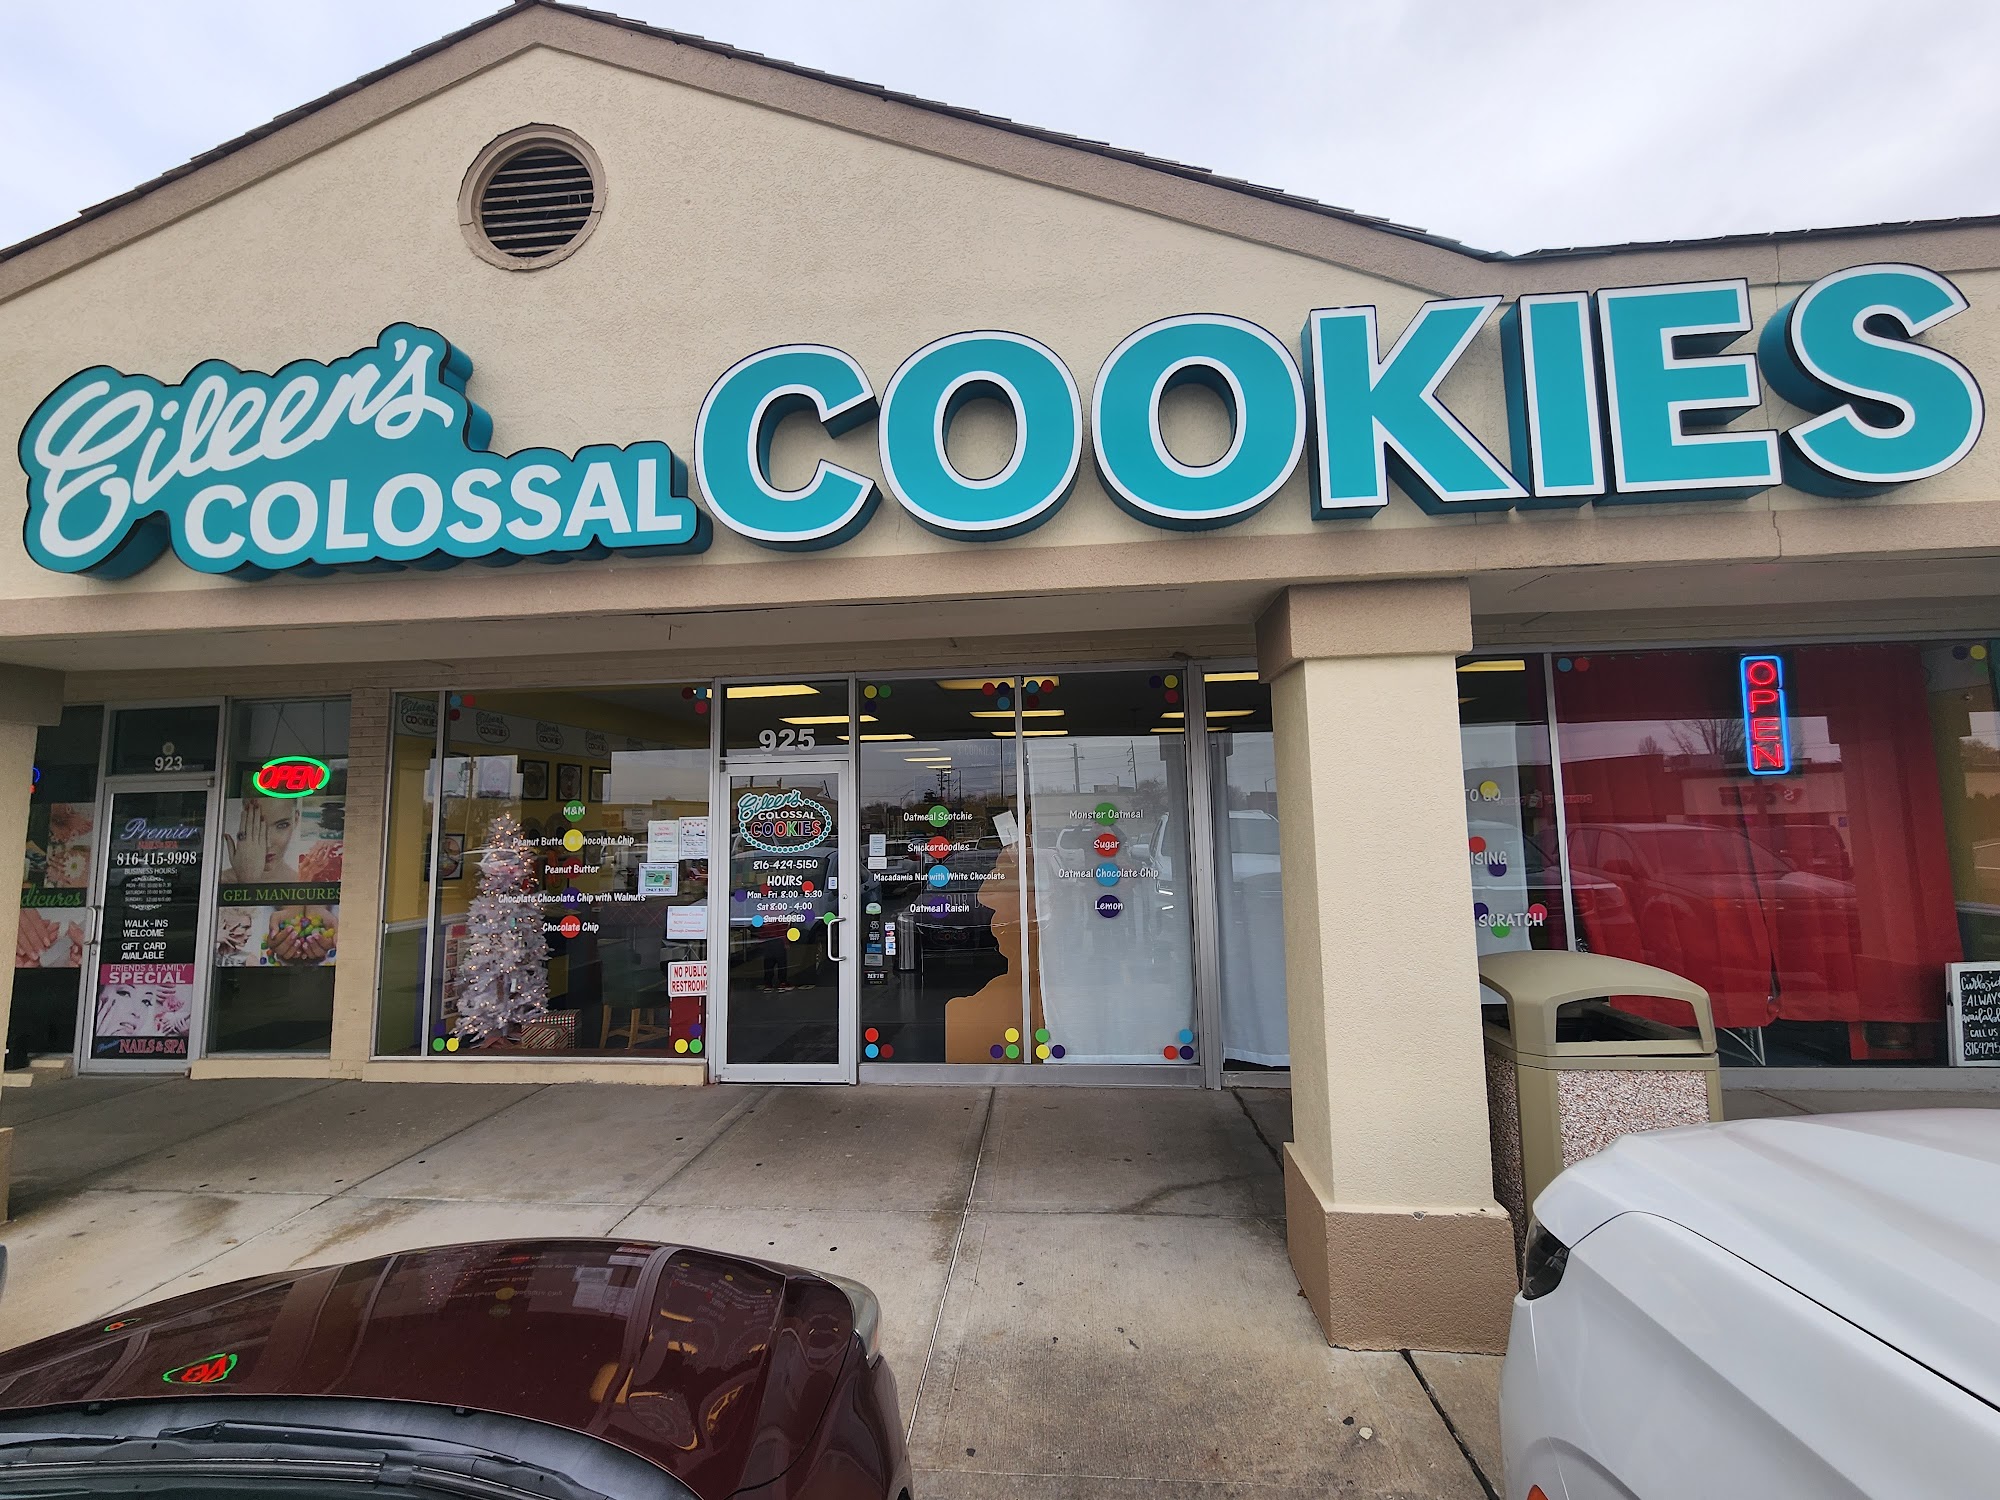 Eileen's
COLOSSAL
COOKIES
923
OPEN
Premier
NAILS & SPA
816-415-9998
BUSINESS HOURS:
WALK-INS
WELCOME
GIFT CARD
AVAILABLE
FRIENDS & FAMILY
SPECIAL
NAILS & SPA
GEL MANICURES
M&M
Peanut Butter & Chocolate Chip
Peanut Butter
Chocolate Chocolate Chip with Walnuts
Chocolate Chip
NO PUBLIC
RESTROOMS
925
Eileen's
COLOSSAL
COOKIES
816-429-5150
HOURS
Mon - Fri 8:00 - 5:30
Sat 8:00 - 4:00
Sun CLOSED
Oatmeal Scotchie
Snickerdoodles
Macadamia Nut with White Chocolate
Oatmeal Raisin
Monster Oatmeal
Sugar
Oatmeal Chocolate Chip
Lemon
TO GO
SCRATCH
OPEN
ALWAYS
CALL US